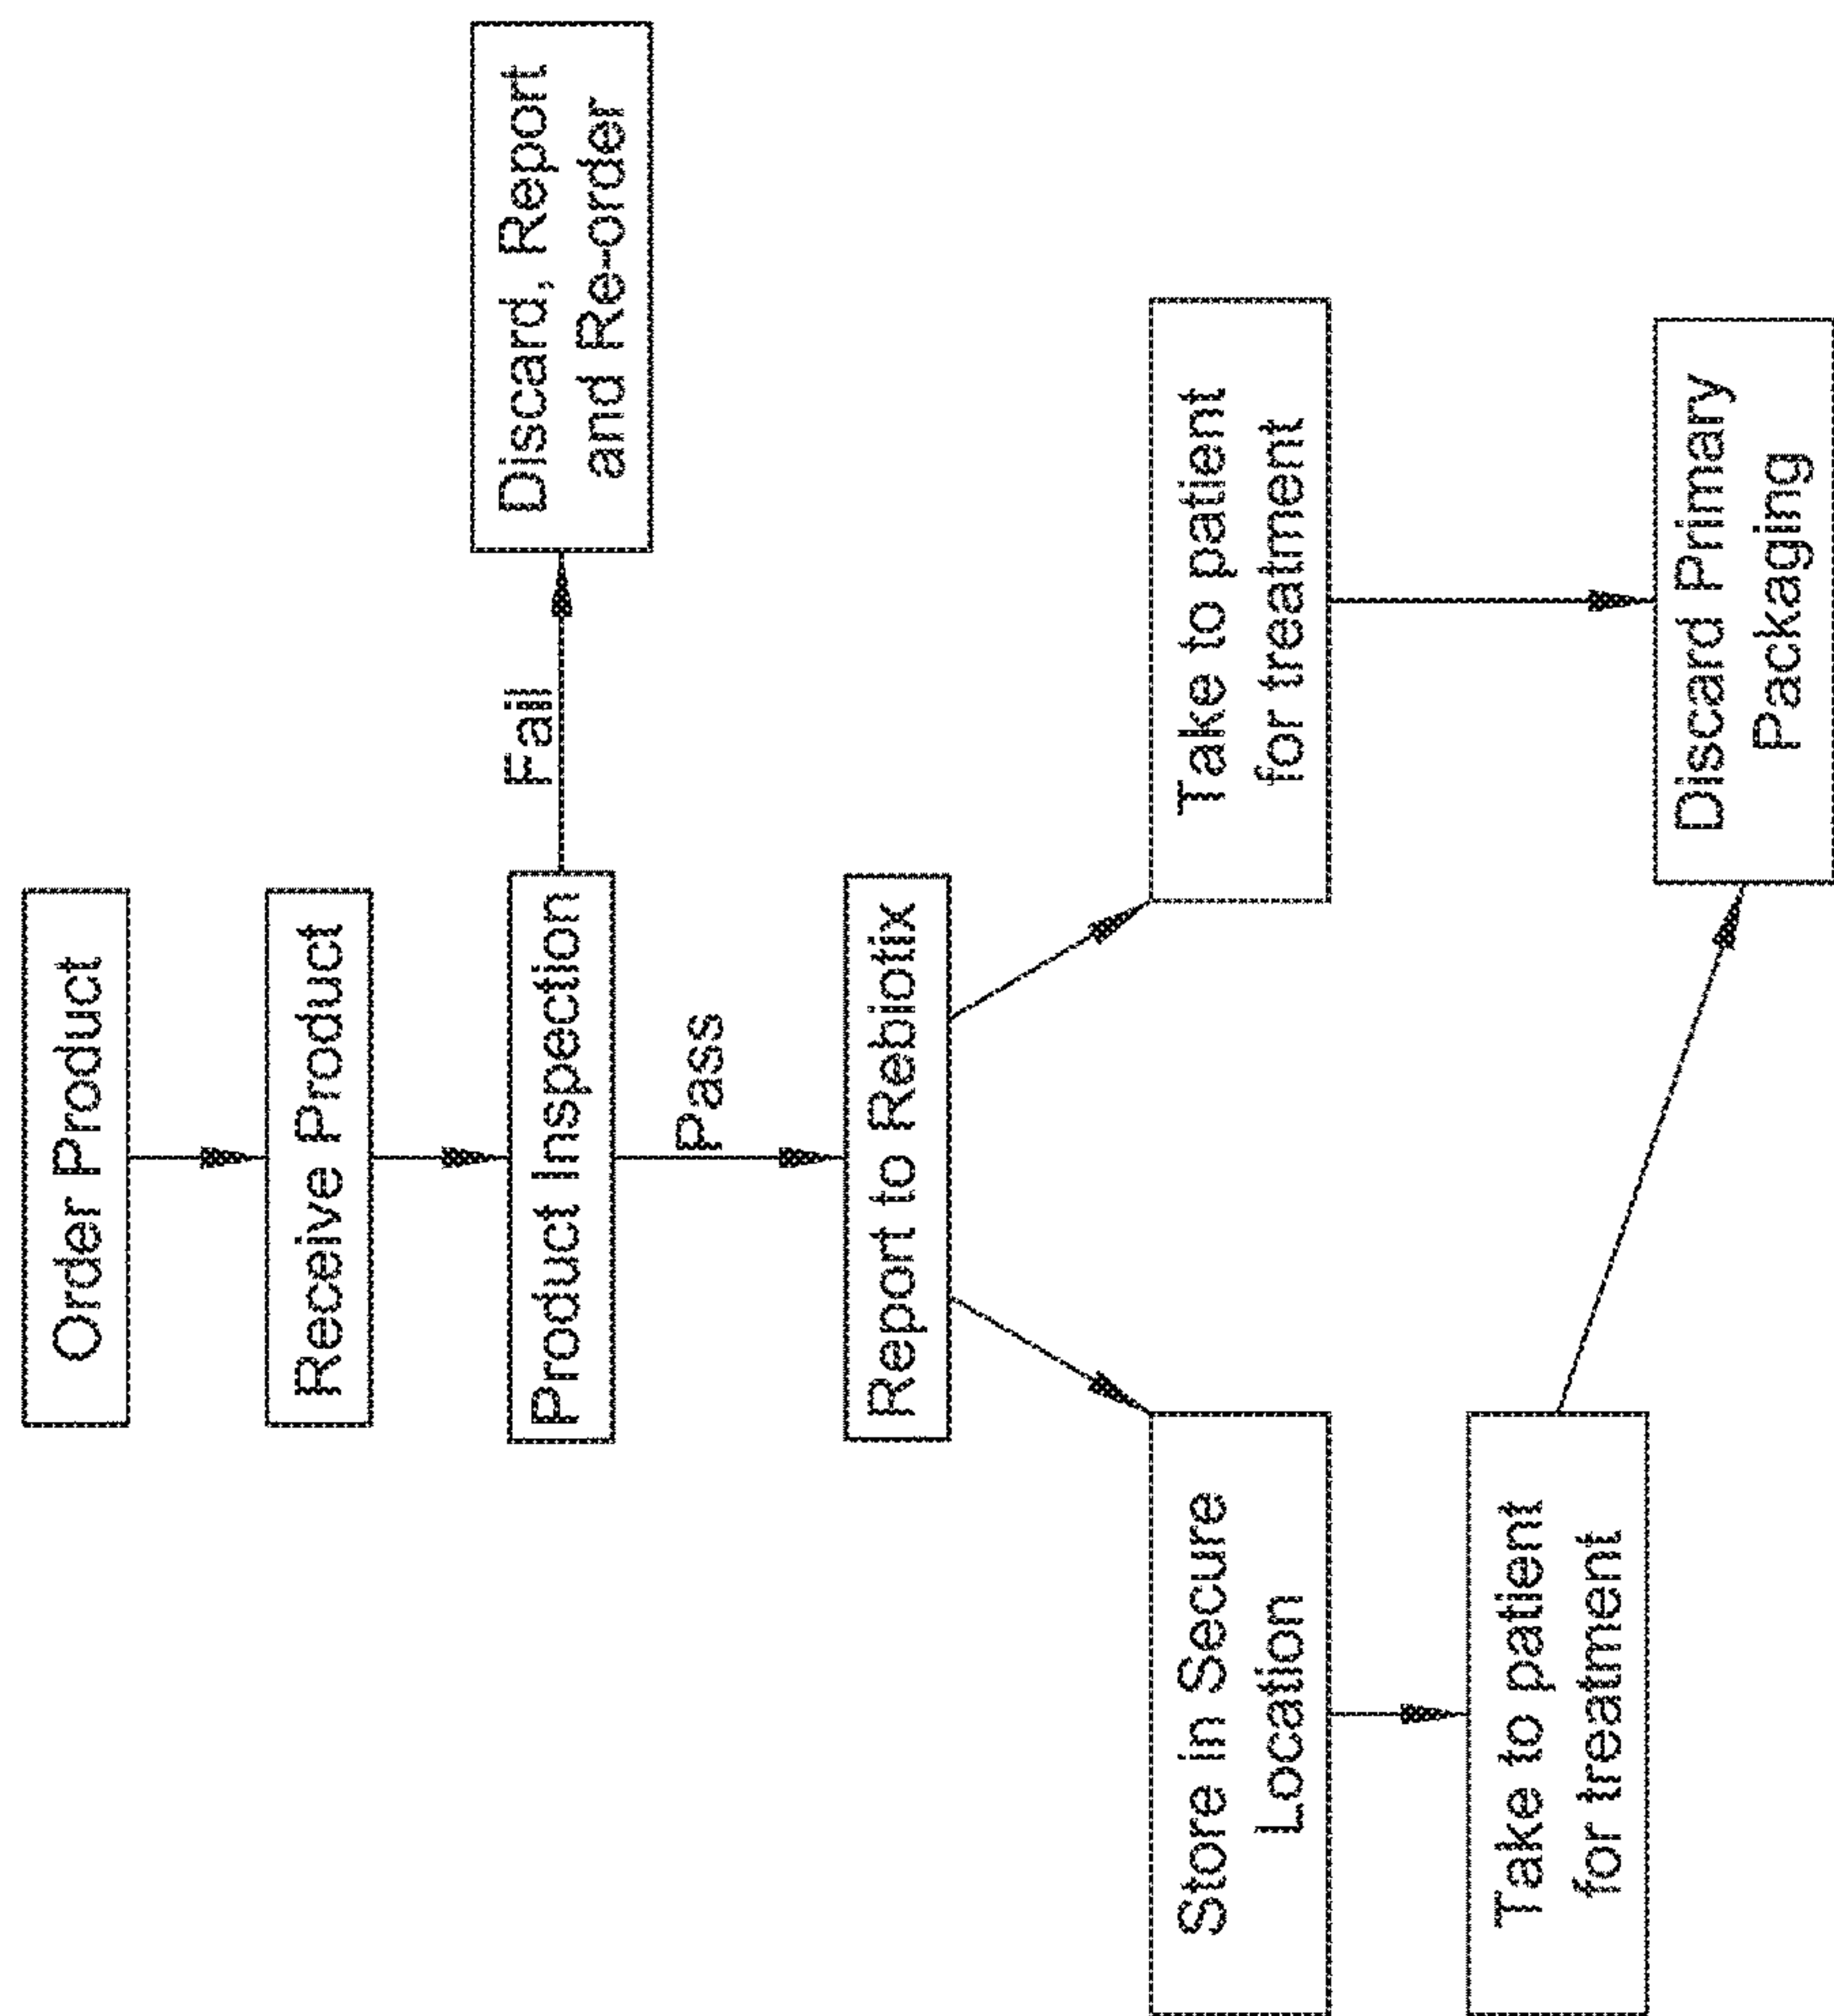 Order Product
Receive Product
Product Inspection
Fail
Discard, Report
and Re-order
Pass
Report to Rebiotix
Store in Secure
Location
Take to patient
for treatment
Take to patient
for treatment
Discard Primary
Packaging